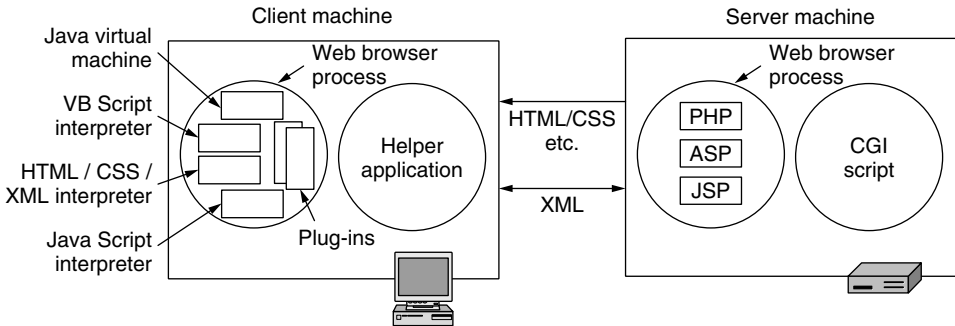 Client machine
Server machine
Java virtual
machine
Web browser
process
VB Script
interpreter
HTML / CSS /
XML interpreter
Java Script
interpreter
Helper
application
Plug-ins
HTML/CSS
etc.
XML
Web browser
process
PHP
ASP
JSP
CGI
script